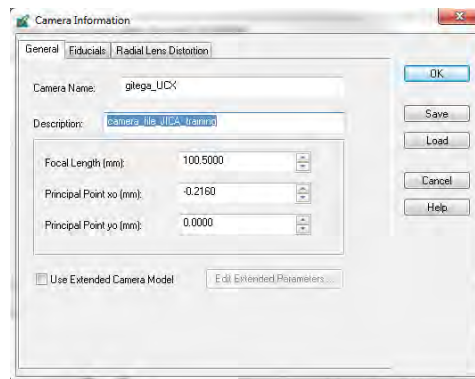 Camera Information
General Fiducials Radial Lens Distortion
Camera Name: gitega_UCX
Description: camera_file_JICA_training
Focal Length (mm): 100.5000
Principal Point xo (mm): -0.2160
Principal Point yo (mm): 0.0000
Use Extended Camera Model Edit Extended Parameters...
OK
Save
Load
Cancel
Help